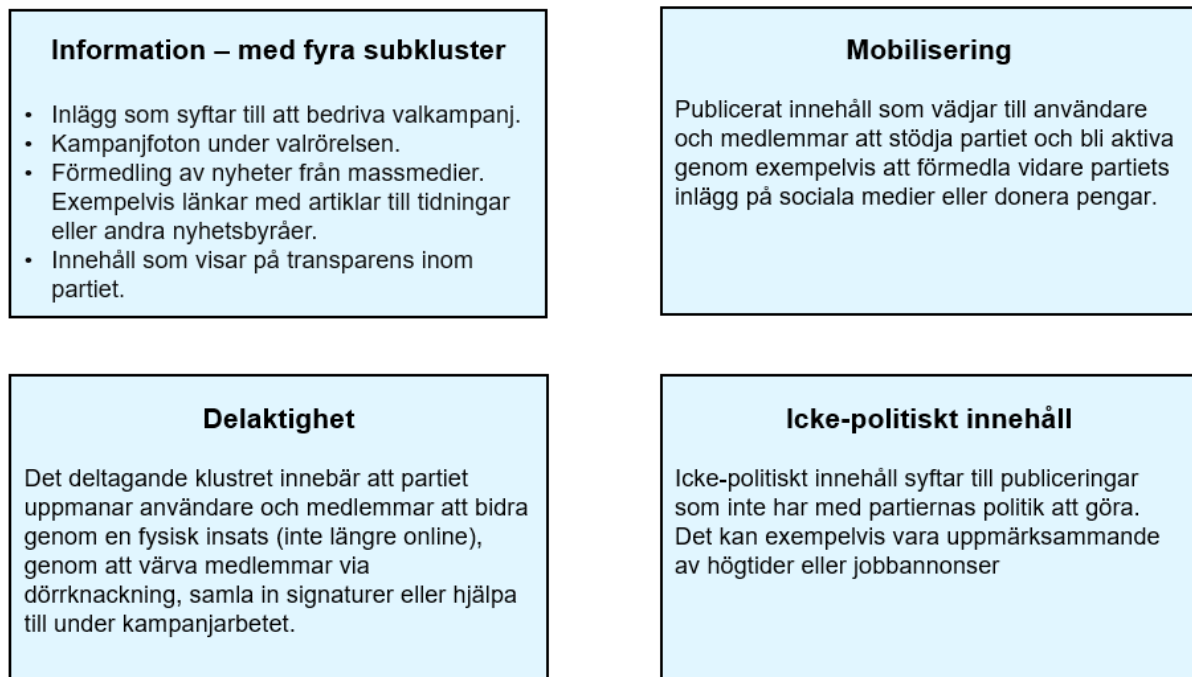 Information – med fyra subkluster
• Inlägg som syftar till att bedriva valkampanj.
• Kampanjfoton under valrörelsen.
• Förmedling av nyheter från massmedier.
Exempelvis länkar med artiklar till tidningar
eller andra nyhetsbyråer.
• Innehåll som visar på transparens inom
partiet.
Mobilisering
Publicerat innehåll som vädjar till användare
och medlemmar att stödja partiet och bli aktiva
genom exempelvis att förmedla vidare partiets
inlägg på sociala medier eller donera pengar.
Delaktighet
Det deltagande klustret innebär att partiet
uppmanar användare och medlemmar att bidra
genom en fysisk insats (inte längre online),
genom att värva medlemmar via
dörrknackning, samla in signaturer eller hjälpa
till under kampanjarbetet.
Icke-politiskt innehåll
Icke-politiskt innehåll syftar till publiceringar
som inte har med partiernas politik att göra.
Det kan exempelvis vara uppmärksammande
av högtider eller jobbannonser